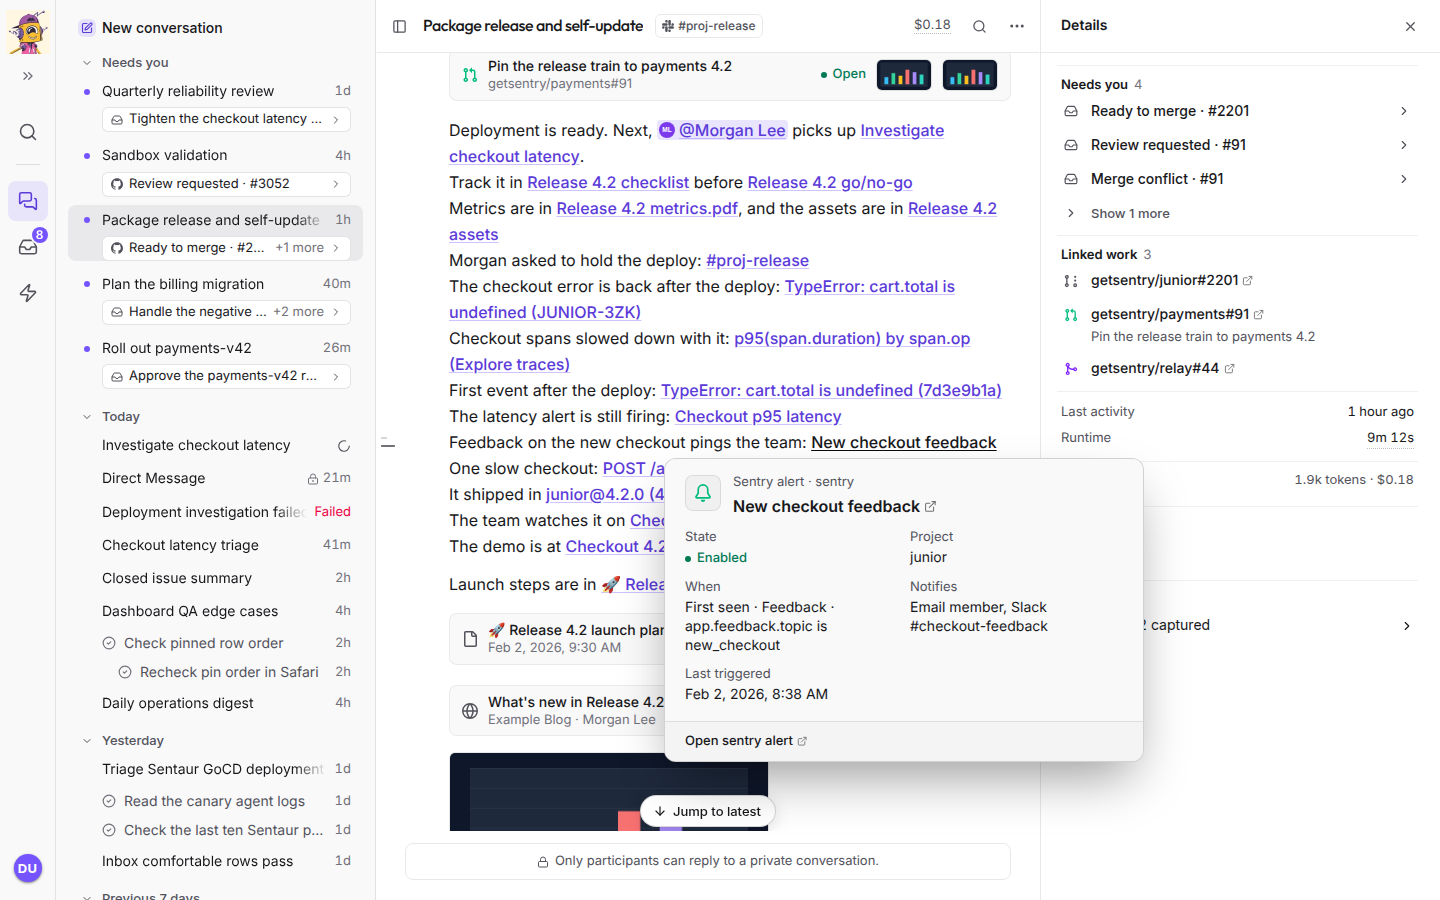 New conversation
Needs you
Quarterly reliability review 1d
Tighten the checkout latency ...
Sandbox validation 4h
Review requested · #3052
Package release and self-update 1h
Ready to merge · #2... +1 more
Plan the billing migration 40m
Handle the negative ... +2 more
Roll out payments-v42 26m
Approve the payments-v42 r...
Today
Investigate checkout latency
Direct Message 21m
Deployment investigation failed Failed
Checkout latency triage 41m
Closed issue summary 2h
Dashboard QA edge cases 4h
Check pinned row order 2h
Recheck pin order in Safari 2h
Daily operations digest 4h
Yesterday
Triage Sentaur GoCD deployment 1d
Read the canary agent logs 1d
Check the last ten Sentaur p... 1d
Inbox comfortable rows pass 1d
Previous 7 days
8
DU
Package release and self-update #proj-release $0.18
Pin the release train to payments 4.2
getsentry/payments#91
Open
Deployment is ready. Next, ML @Morgan Lee picks up Investigate
checkout latency.
Track it in Release 4.2 checklist before Release 4.2 go/no-go
Metrics are in Release 4.2 metrics.pdf, and the assets are in Release 4.2
assets
Morgan asked to hold the deploy: #proj-release
The checkout error is back after the deploy: TypeError: cart.total is
undefined (JUNIOR-3ZK)
Checkout spans slowed down with it: p95(span.duration) by span.op
(Explore traces)
First event after the deploy: TypeError: cart.total is undefined (7d3e9b1a)
The latency alert is still firing: Checkout p95 latency
Feedback on the new checkout pings the team: New checkout feedback
One slow checkout: POST /a
It shipped in junior@4.2.0 (4
The team watches it on Chec
The demo is at Checkout 4.2
Launch steps are in 🚀 Relea
🚀 Release 4.2 launch plan
Feb 2, 2026, 9:30 AM
What's new in Release 4.2
Example Blog · Morgan Lee
Jump to latest
Only participants can reply to a private conversation.
Sentry alert · sentry
New checkout feedback
State
Enabled
Project
junior
When
First seen · Feedback ·
app.feedback.topic is
new_checkout
Notifies
Email member, Slack
#checkout-feedback
Last triggered
Feb 2, 2026, 8:38 AM
Open sentry alert
Details
Needs you 4
Ready to merge · #2201
Review requested · #91
Merge conflict · #91
Show 1 more
Linked work 3
getsentry/junior#2201
getsentry/payments#91
Pin the release train to payments 4.2
getsentry/relay#44
Last activity 1 hour ago
Runtime 9m 12s
1.9k tokens · $0.18
2 captured